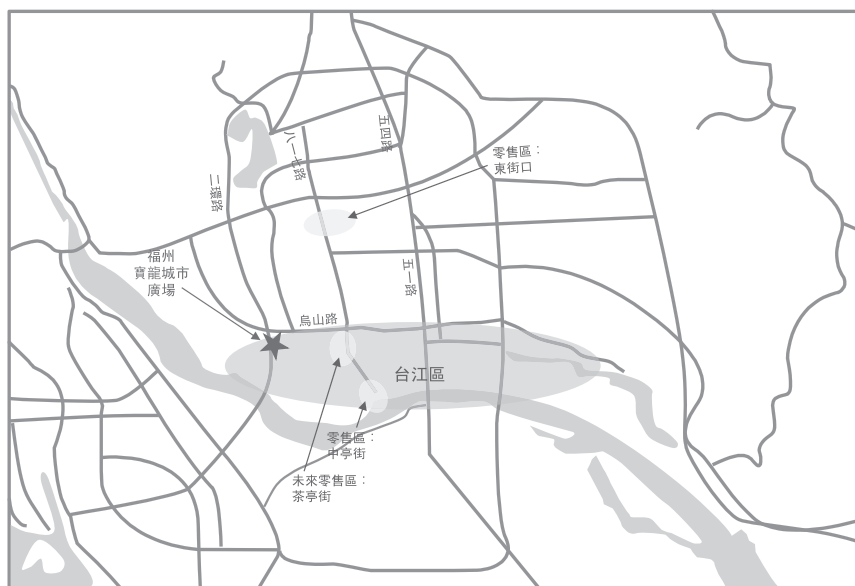 五四路
八一七路
零售區：
東街口
二環路
福州
寶龍城市
廣場
五一路
烏山路
台江區
零售區：
中亭街
未來零售區：
茶亭街